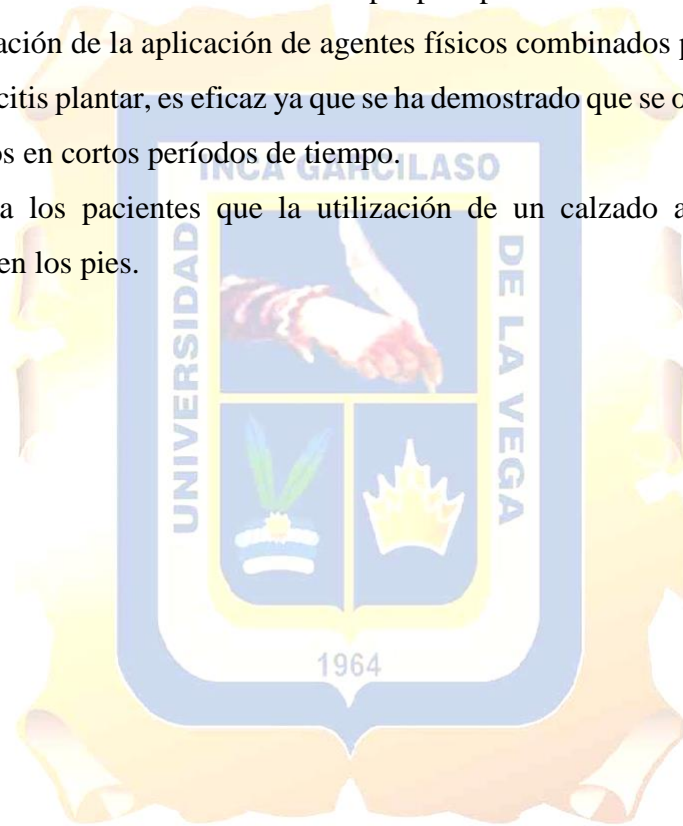 ación de la aplicación de agentes físicos combinados p
citis plantar, es eficaz ya que se ha demostrado que se o
os en cortos períodos de tiempo.
a los pacientes que la utilización de un calzado a
en los pies.
INCA GARCILASO
UNIVERSIDAD
DE LA VEGA
1964